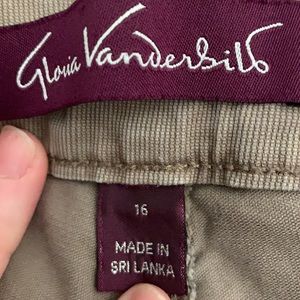 Gloria Vanderbilt
16
MADE IN
SRI LANKA